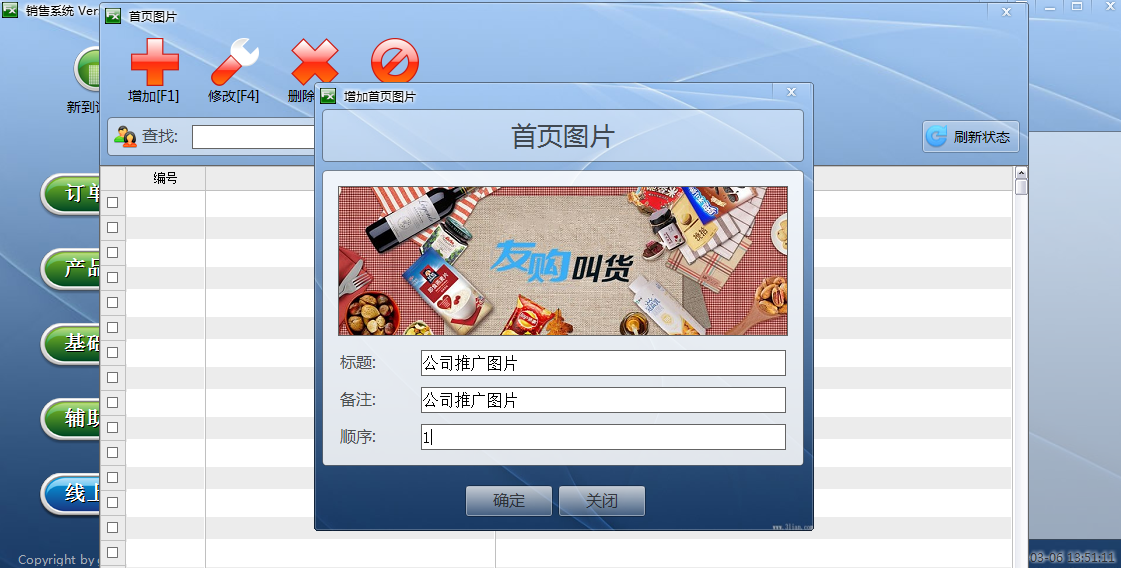 销售系统 Ver
首页图片
新到
增加[F1]
修改[F4]
删除
增加首页图片
查找:
首页图片
刷新状态
编号
订单
产品
友购叫货
标题:
公司推广图片
基础
备注:
公司推广图片
辅助
顺序:
1
线上
确定
关闭
Copyright by
03-06 13:51:11